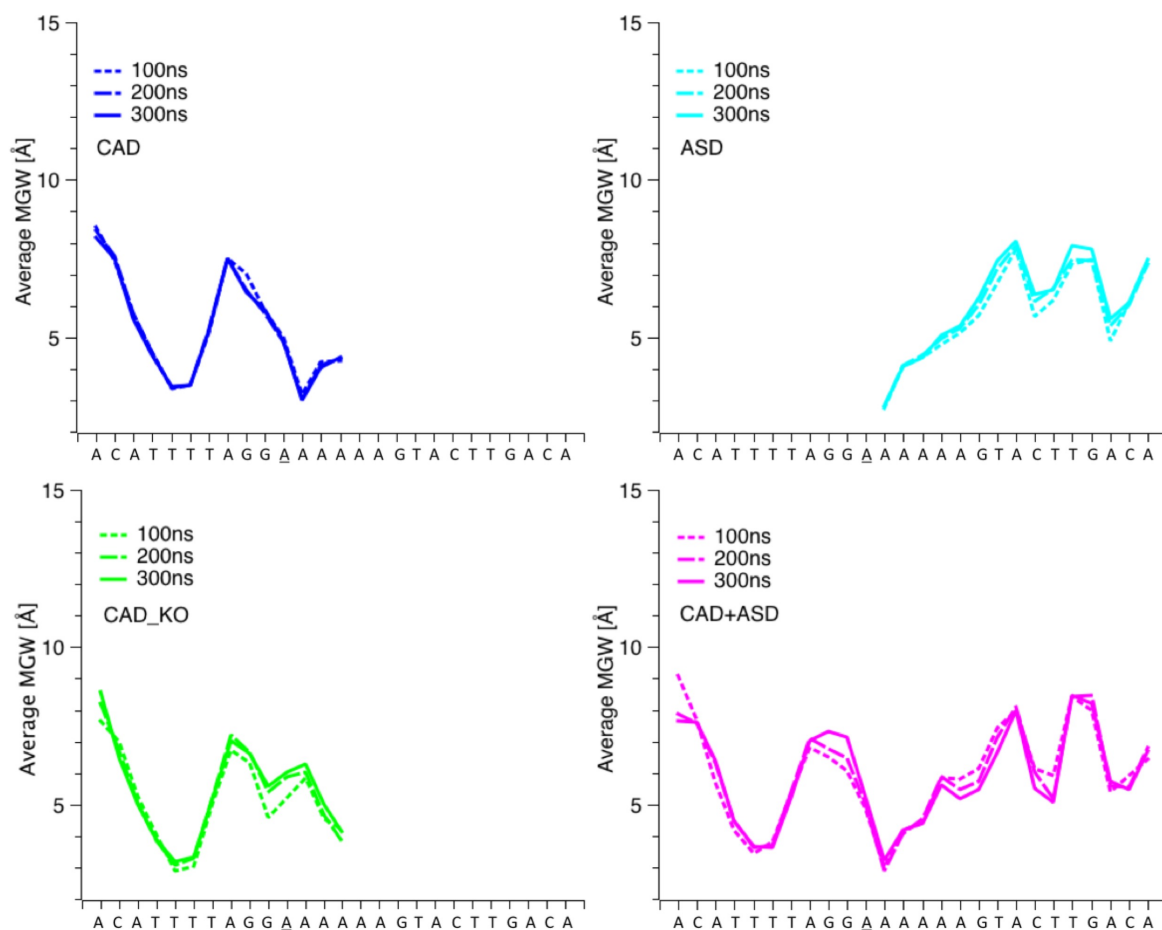 15
100ns
200ns
300ns
CAD
10
5
Average MGW [Å]
A C A T T T T A G G A A A A A A G T A C T T G A C A
15
100ns
200ns
300ns
ASD
10
5
Average MGW [Å]
A C A T T T T A G G A A A A A A G T A C T T G A C A
15
100ns
200ns
300ns
CAD_KO
10
5
Average MGW [Å]
A C A T T T T A G G A A A A A A G T A C T T G A C A
15
100ns
200ns
300ns
CAD+ASD
10
5
Average MGW [Å]
A C A T T T T A G G A A A A A A G T A C T T G A C A